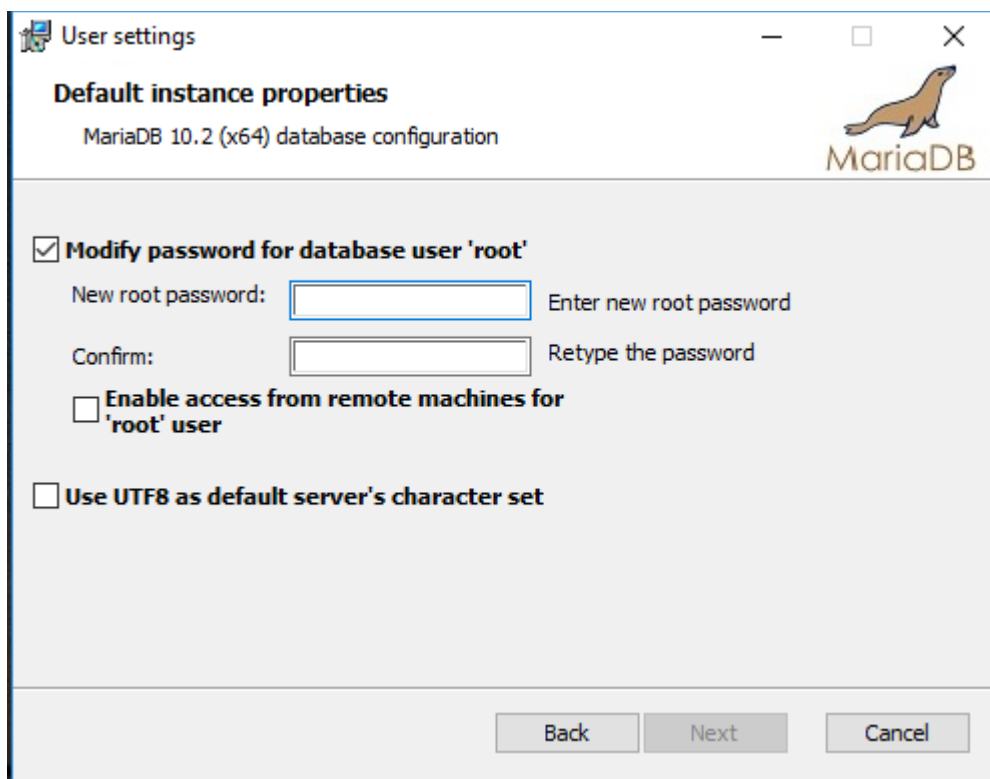 User settings
Default instance properties
MariaDB 10.2 (x64) database configuration
MariaDB
Modify password for database user 'root'
New root password:
Enter new root password
Confirm:
Retype the password
Enable access from remote machines for
'root' user
Use UTF8 as default server's character set
Back
Next
Cancel